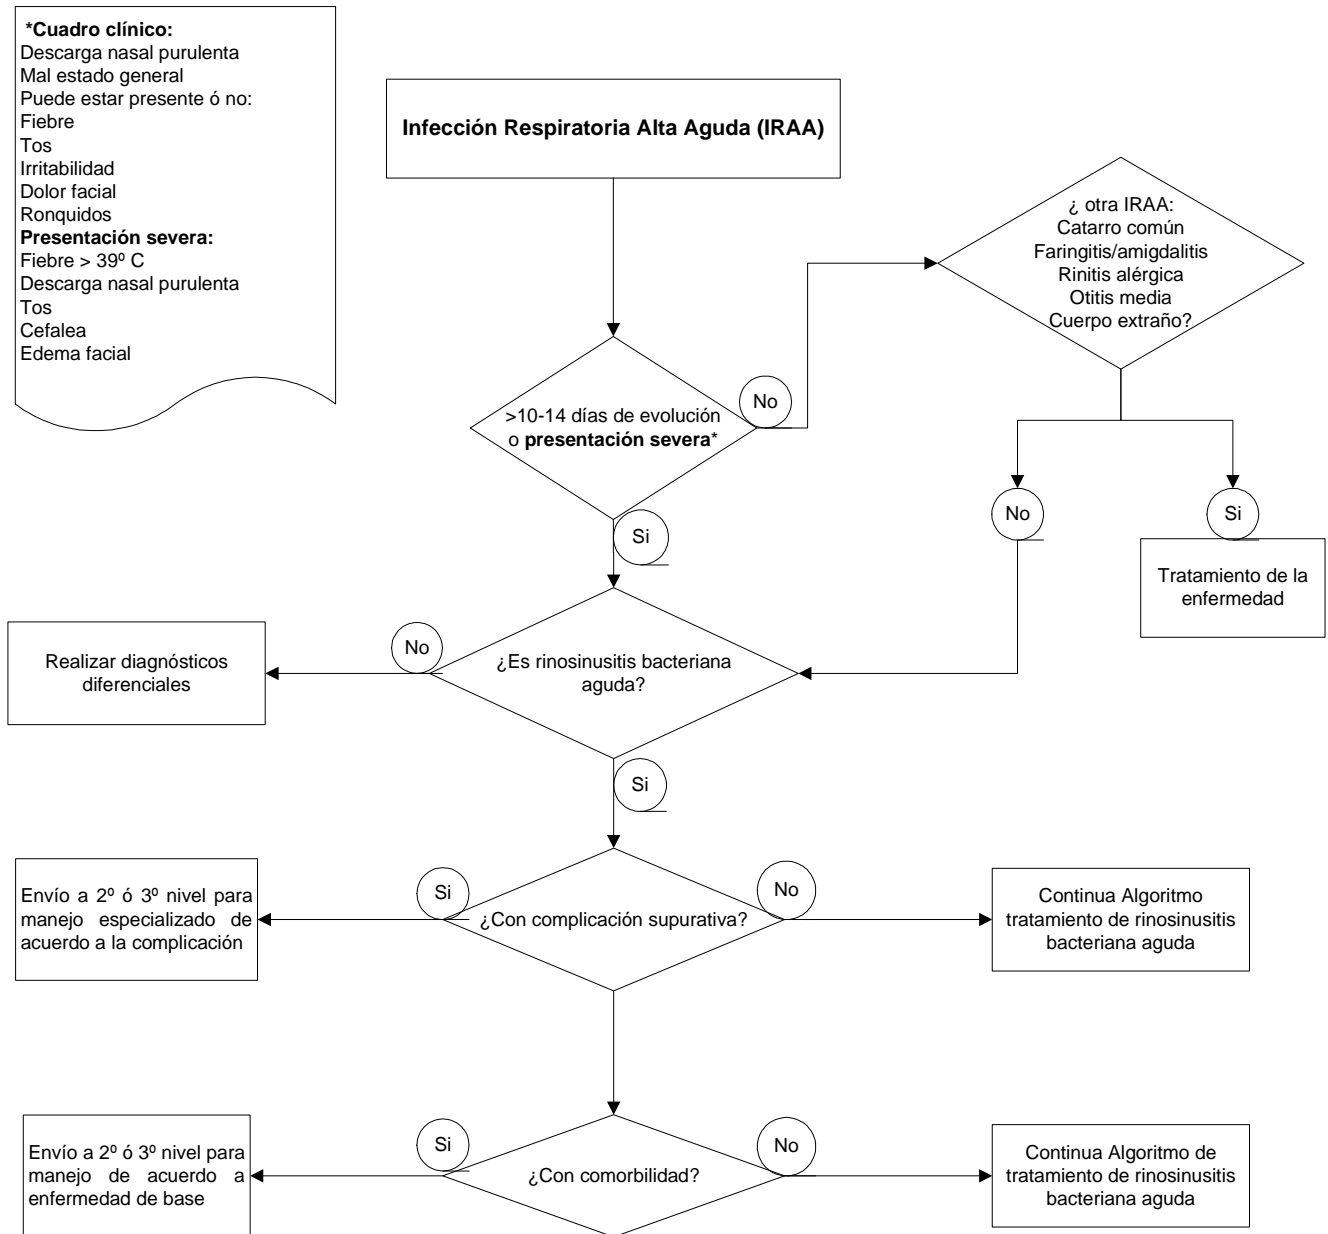 *Cuadro clínico:
Descarga nasal purulenta
Mal estado general
Puede estar presente ó no:
Fiebre
Tos
Irritabilidad
Dolor facial
Ronquidos
Presentación severa:
Fiebre > 39º C
Descarga nasal purulenta
Tos
Cefalea
Edema facial
Infección Respiratoria Alta Aguda (IRAA)
¿ otra IRAA:
Catarro común
Faringitis/amigdalitis
Rinitis alérgica
Otitis media
Cuerpo extraño?
>10-14 días de evolución
o presentación severa*
No
Si
No
Si
Tratamiento de la
enfermedad
¿Es rinosinusitis bacteriana
aguda?
No
Realizar diagnósticos
diferenciales
Si
¿Con complicación supurativa?
Si
Envío a 2º ó 3º nivel para
manejo especializado de
acuerdo a la complicación
No
Continua Algoritmo
tratamiento de rinosinusitis
bacteriana aguda
¿Con comorbilidad?
Si
Envío a 2º ó 3º nivel para
manejo de acuerdo a
enfermedad de base
No
Continua Algoritmo de
tratamiento de rinosinusitis
bacteriana aguda